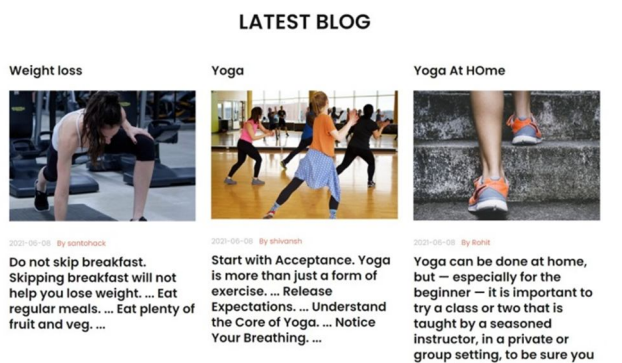 LATEST BLOG
Weight loss
2021-06-08 By santohack
Do not skip breakfast.
Skipping breakfast will not
help you lose weight. ... Eat
regular meals. ... Eat plenty of
fruit and veg. ...
Yoga
2021-06-08 By shivansh
Start with Acceptance. Yoga
is more than just a form of
exercise. ... Release
Expectations. ... Understand
the Core of Yoga. ... Notice
Your Breathing. ...
Yoga At HOme
2021-06-08 By Rohit
Yoga can be done at home,
but — especially for the
beginner — it is important to
try a class or two that is
taught by a seasoned
instructor, in a private or
group setting, to be sure you